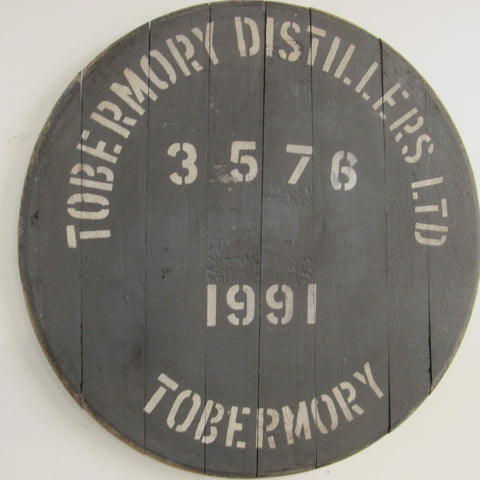 TOBERMORY DISTILLERS LTD
3576
1991
TOBERMORY